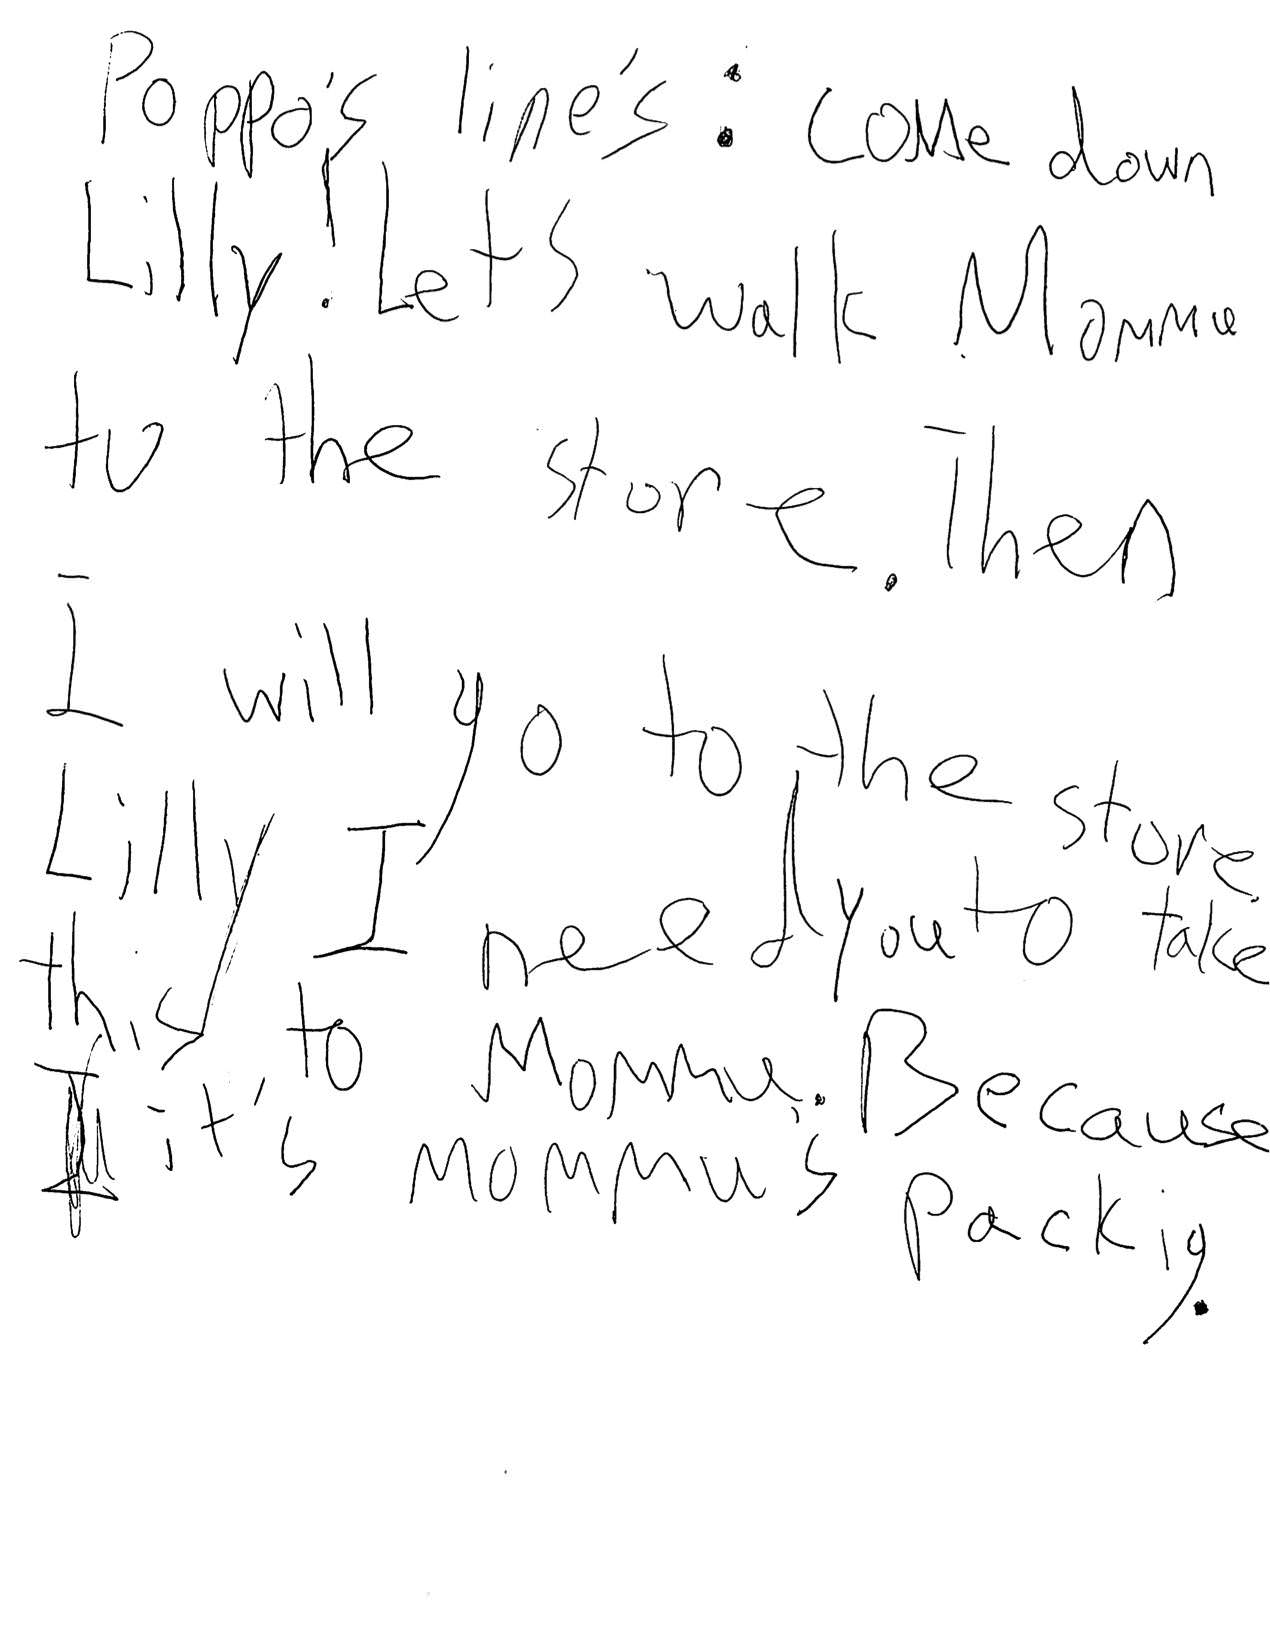 Poppo's line's: come down
Lilly! Lets walk Mommu
to the store. Then
I will go to the store.
Lilly I need you to take
this to Mommu. Because
it's mommu's packig.